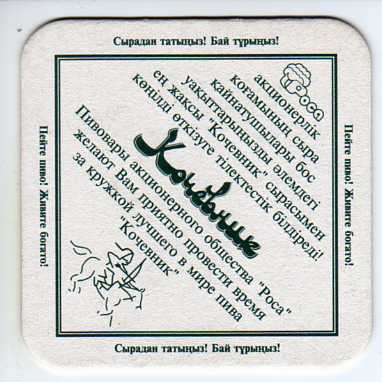 Сырадан татыңыз! Бай тұрыңыз!
Роса
акционерлік
қоғамының сыра
қайнатушылары бос
уақыттарыңызды әлемдегі
ең жақсы "Кочевник" сырасымен
көңілді өткізуге тілектестік білдіреді!
Кочевник
Пивовары акционерного общества "Роса"
желают Вам приятно провести время
за кружкой лучшего в мире пива
"Кочевник"
Пейте пиво! Живите богато!
Пейте пиво! Живите богато!
Сырадан татыңыз! Бай тұрыңыз!